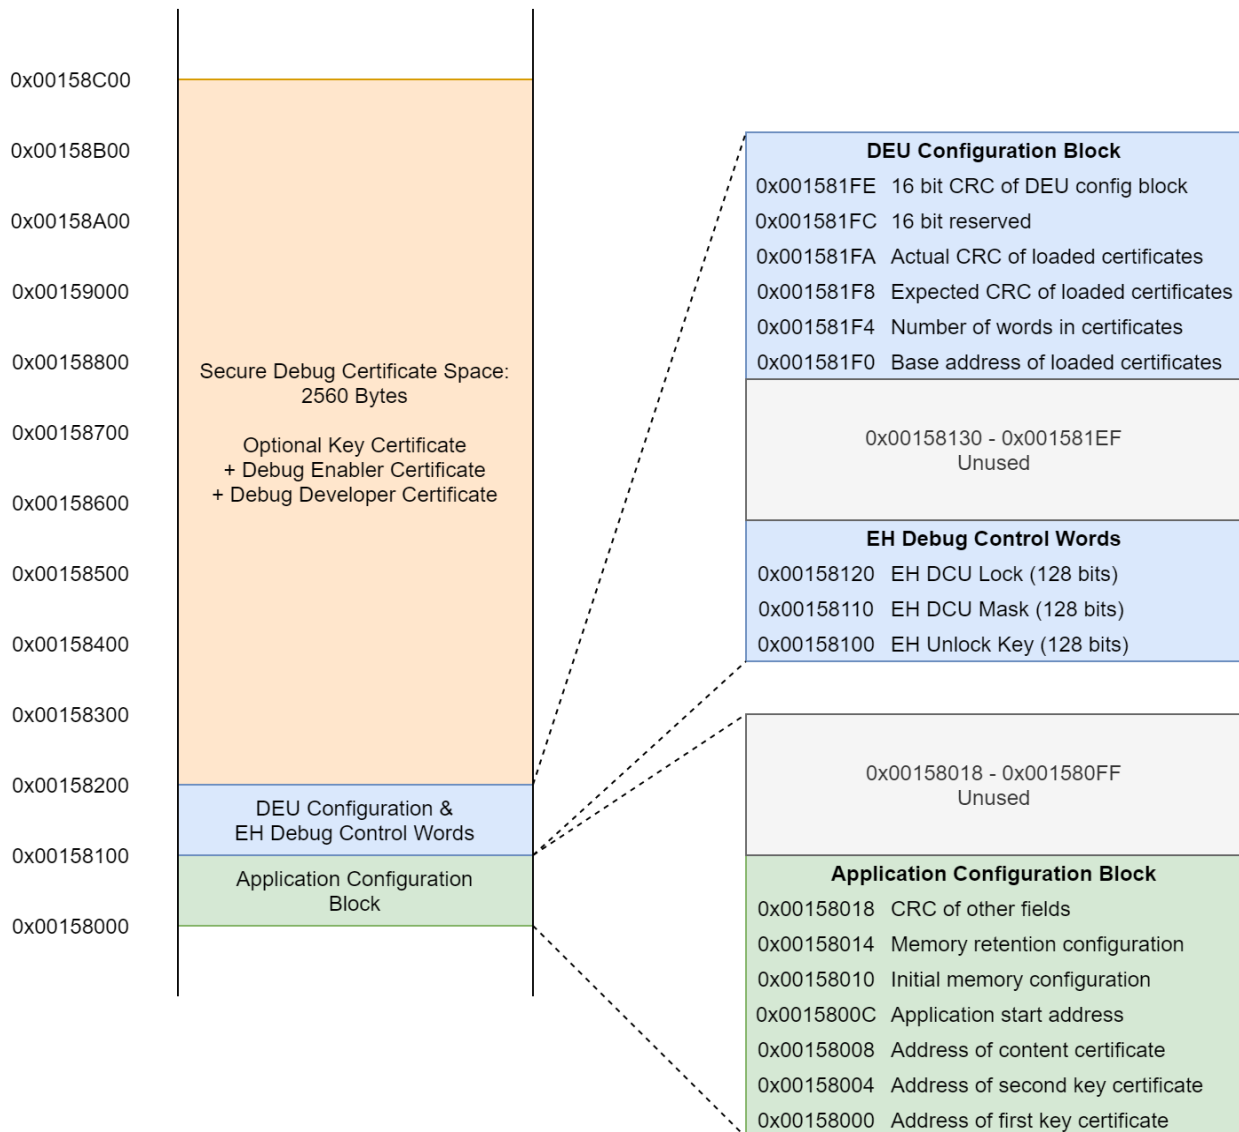 0x00158C00
0x00158B00
0x00158A00
0x00159000
0x00158800
0x00158700
0x00158600
0x00158500
0x00158400
0x00158300
0x00158200
0x00158100
0x00158000
Secure Debug Certificate Space:
2560 Bytes
Optional Key Certificate
+ Debug Enabler Certificate
+ Debug Developer Certificate
DEU Configuration &
EH Debug Control Words
Application Configuration
Block
DEU Configuration Block
0x001581FE 16 bit CRC of DEU config block
0x001581FC 16 bit reserved
0x001581FA Actual CRC of loaded certificates
0x001581F8 Expected CRC of loaded certificates
0x001581F4 Number of words in certificates
0x001581F0 Base address of loaded certificates
0x00158130 - 0x001581EF
Unused
EH Debug Control Words
0x00158120 EH DCU Lock (128 bits)
0x00158110 EH DCU Mask (128 bits)
0x00158100 EH Unlock Key (128 bits)
0x00158018 - 0x001580FF
Unused
Application Configuration Block
0x00158018 CRC of other fields
0x00158014 Memory retention configuration
0x00158010 Initial memory configuration
0x0015800C Application start address
0x00158008 Address of content certificate
0x00158004 Address of second key certificate
0x00158000 Address of first key certificate